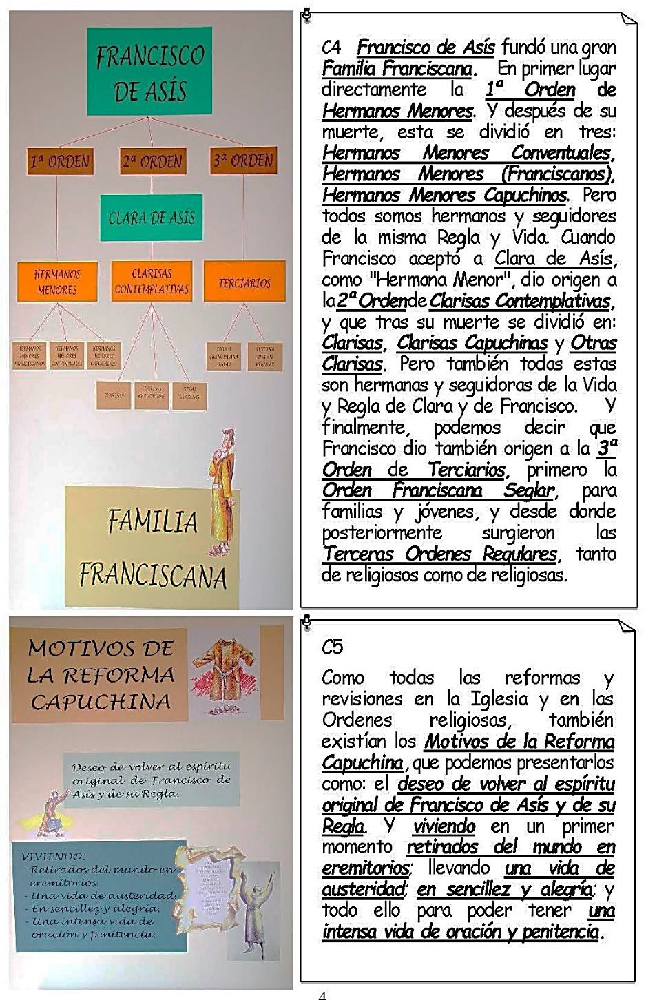 FRANCISCO
DE ASÍS
1ª ORDEN
2ª ORDEN
3ª ORDEN
CLARA DE ASÍS
HERMANOS
MENORES
CLARISAS
CONTEMPLATIVAS
TERCIARIOS
HERMANOS
MENORES
FRANCISCANOS
HERMANOS
MENORES
CONVENTUALES
HERMANOS
MENORES
CAPUCHINOS
ORDEN
FRANCISCANA
SEGLAR
TERCERA
ORDEN
REGULAR
CLARISAS
CLARISAS
CAPUCHINAS
OTRAS
CLARISAS
FAMILIA
FRANCISCANA
C4 Francisco de Asís fundó una gran
Familia Franciscana. En primer lugar
directamente la 1ª Orden de
Hermanos Menores. Y después de su
muerte, esta se dividió en tres:
Hermanos Menores Conventuales,
Hermanos Menores (Franciscanos),
Hermanos Menores Capuchinos. Pero
todos somos hermanos y seguidores
de la misma Regla y Vida. Cuando
Francisco aceptó a Clara de Asís,
como "Hermana Menor", dio origen a
la 2ª Orden de Clarisas Contemplativas,
y que tras su muerte se dividió en:
Clarisas, Clarisas Capuchinas y Otras
Clarisas. Pero también todas estas
son hermanas y seguidoras de la Vida
y Regla de Clara y de Francisco. Y
finalmente, podemos decir que
Francisco dio también origen a la 3ª
Orden de Terciarios, primero la
Orden Franciscana Seglar, para
familias y jóvenes, y desde donde
posteriormente surgieron las
Terceras Ordenes Regulares, tanto
de religiosos como de religiosas.
MOTIVOS DE
LA REFORMA
CAPUCHINA
Deseo de volver al espíritu
original de Francisco de
Asís y de su Regla.
VIVIENDO:
- Retirados del mundo en
eremitorios.
- Una vida de austeridad.
- En sencillez y alegría.
- Una intensa vida de
oración y penitencia.
C5
Como todas las reformas y
revisiones en la Iglesia y en las
Ordenes religiosas, también
existían los Motivos de la Reforma
Capuchina, que podemos presentarlos
como: el deseo de volver al espíritu
original de Francisco de Asís y de su
Regla. Y viviendo en un primer
momento retirados del mundo en
eremitorios; llevando una vida de
austeridad; en sencillez y alegría; y
todo ello para poder tener una
intensa vida de oración y penitencia.
4